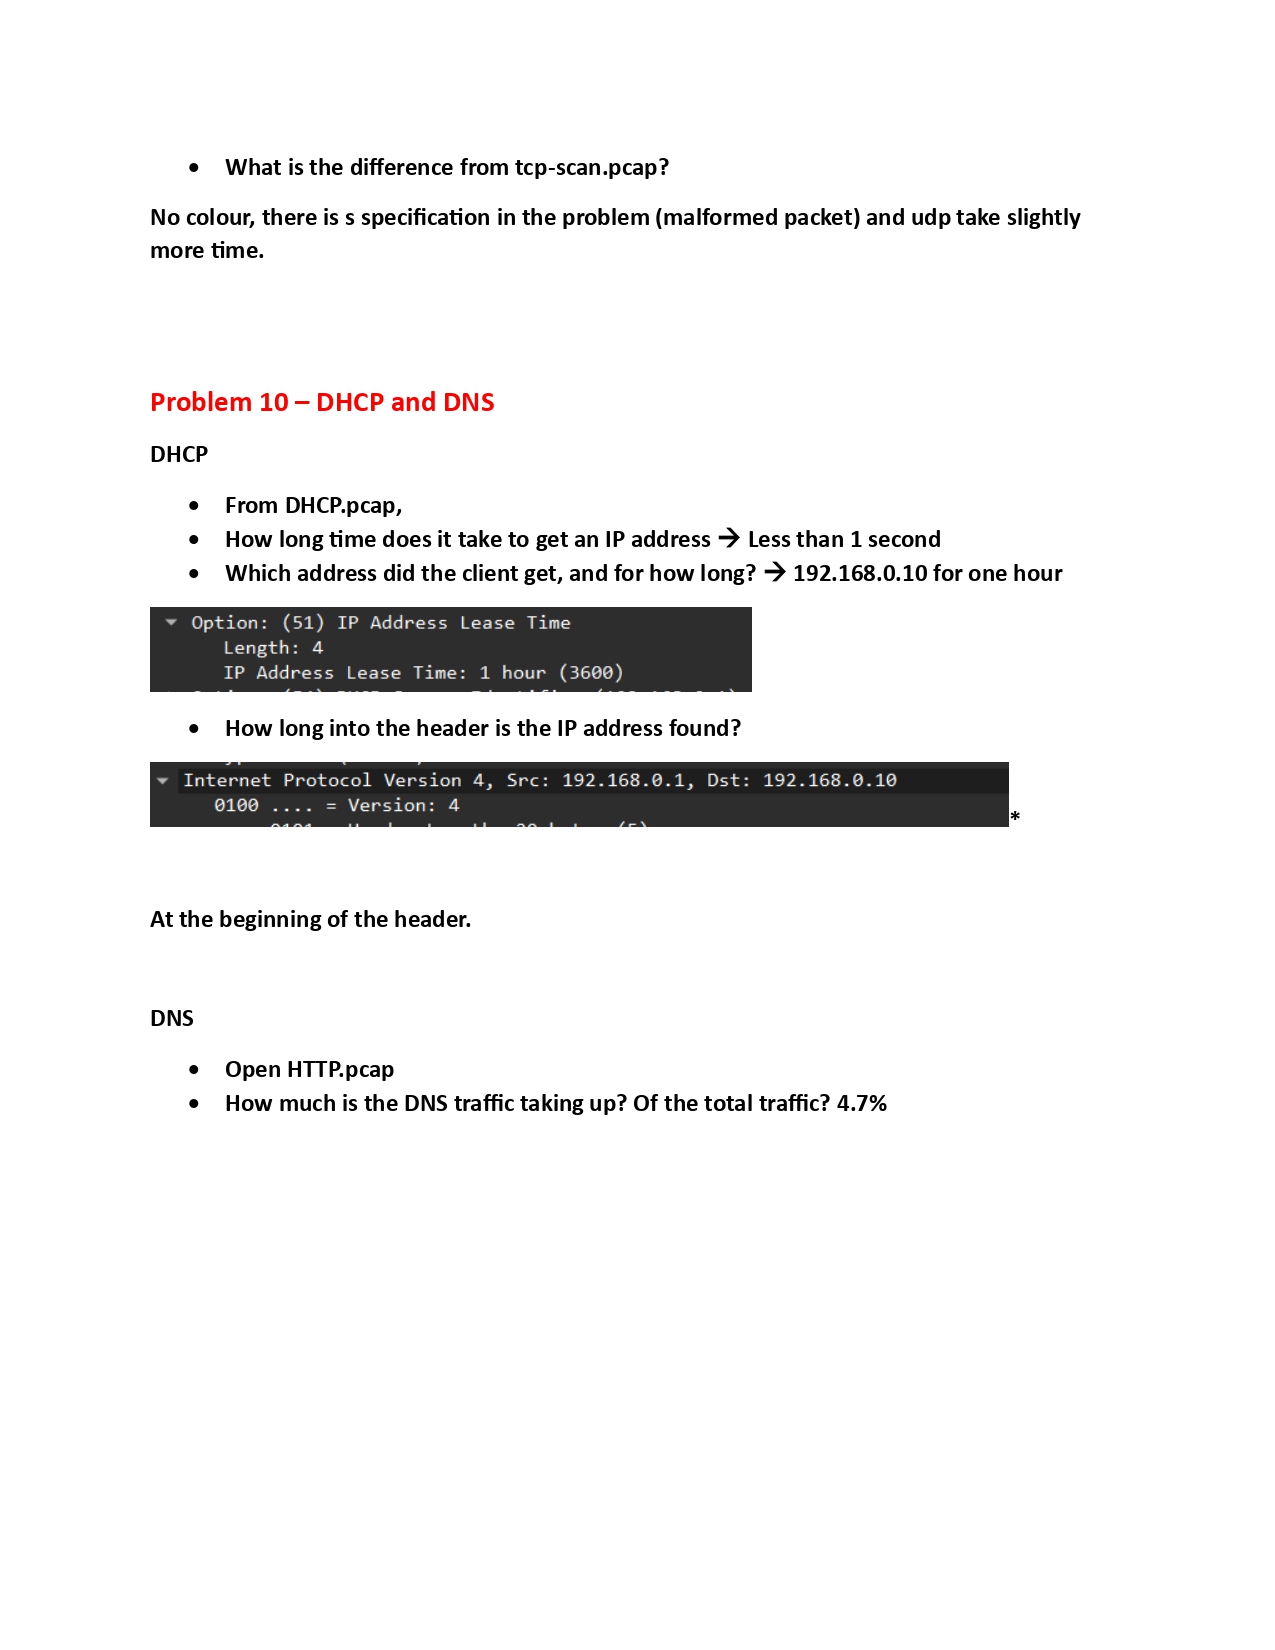 • What is the difference from tcp-scan.pcap?
No colour, there is s specification in the problem (malformed packet) and udp take slightly
more time.
Problem 10 – DHCP and DNS
DHCP
• From DHCP.pcap,
• How long time does it take to get an IP address → Less than 1 second
• Which address did the client get, and for how long? → 192.168.0.10 for one hour
Option: (51) IP Address Lease Time
Length: 4
IP Address Lease Time: 1 hour (3600)
• How long into the header is the IP address found?
Internet Protocol Version 4, Src: 192.168.0.1, Dst: 192.168.0.10
0100 .... = Version: 4
*
At the beginning of the header.
DNS
• Open HTTP.pcap
• How much is the DNS traffic taking up? Of the total traffic? 4.7%